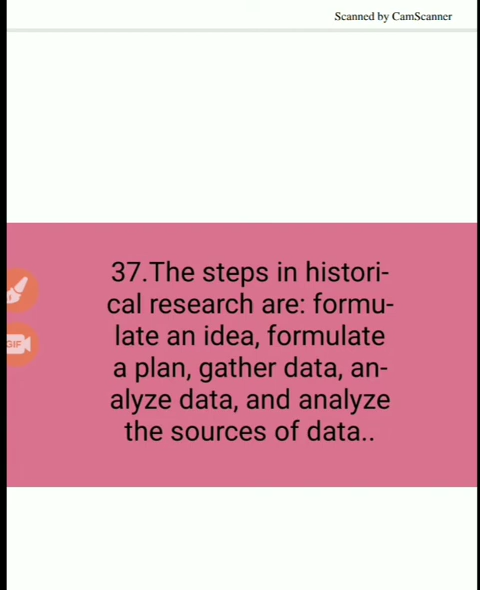 Scanned by CamScanner
37.The steps in histori-
cal research are: formu-
late an idea, formulate
a plan, gather data, an-
alyze data, and analyze
the sources of data..
GIF